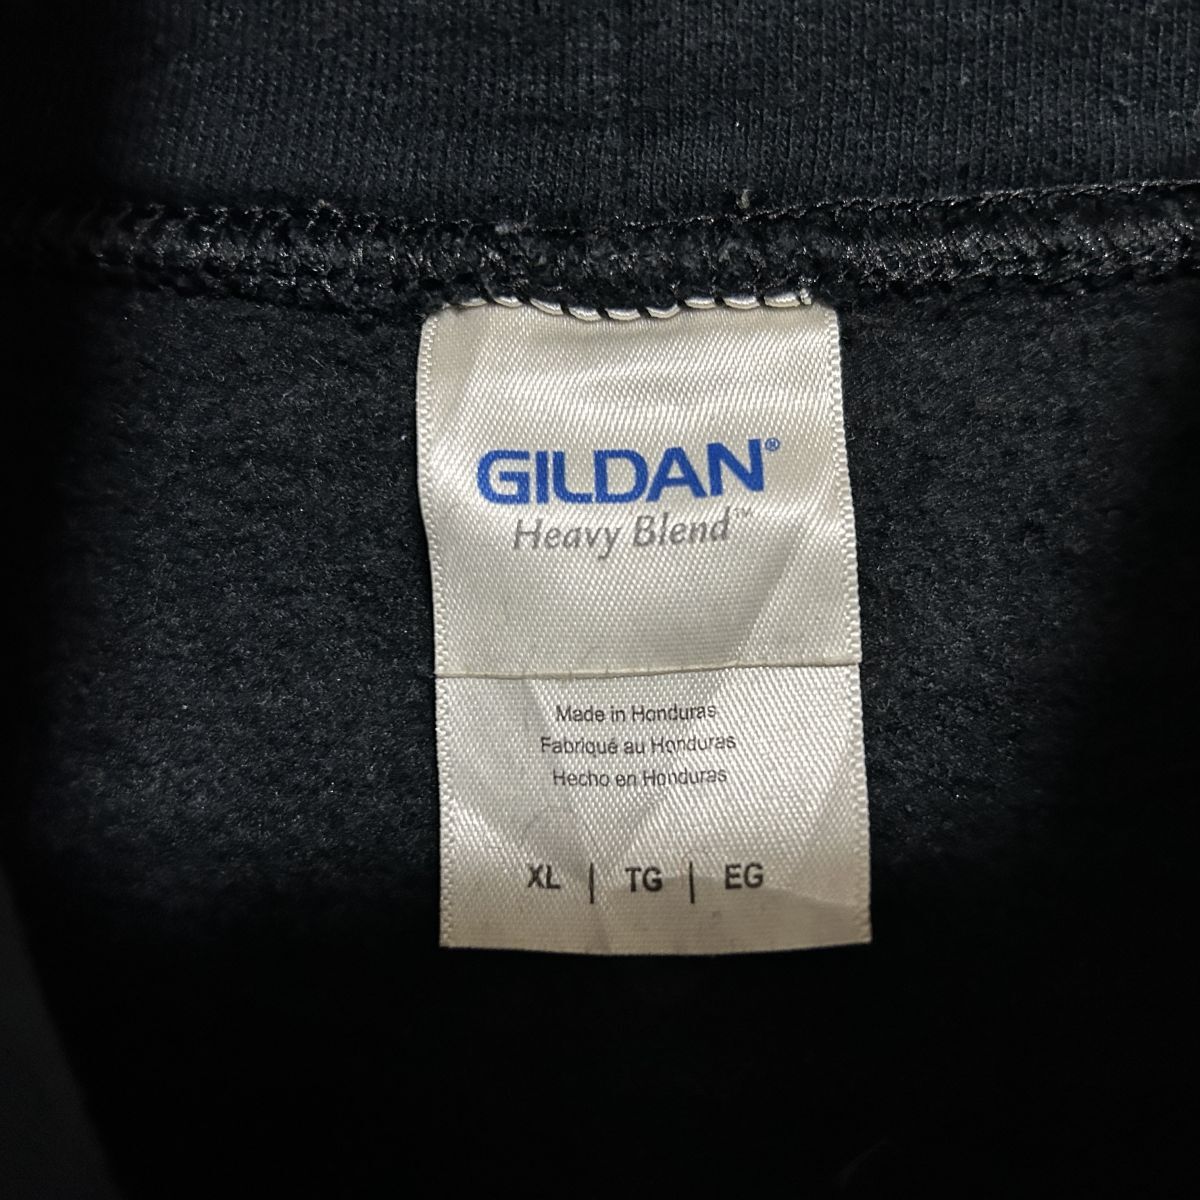 GILDAN®
Heavy Blend™
Made in Honduras
Fabriqué au Honduras
Hecho en Honduras
XL | TG | EG